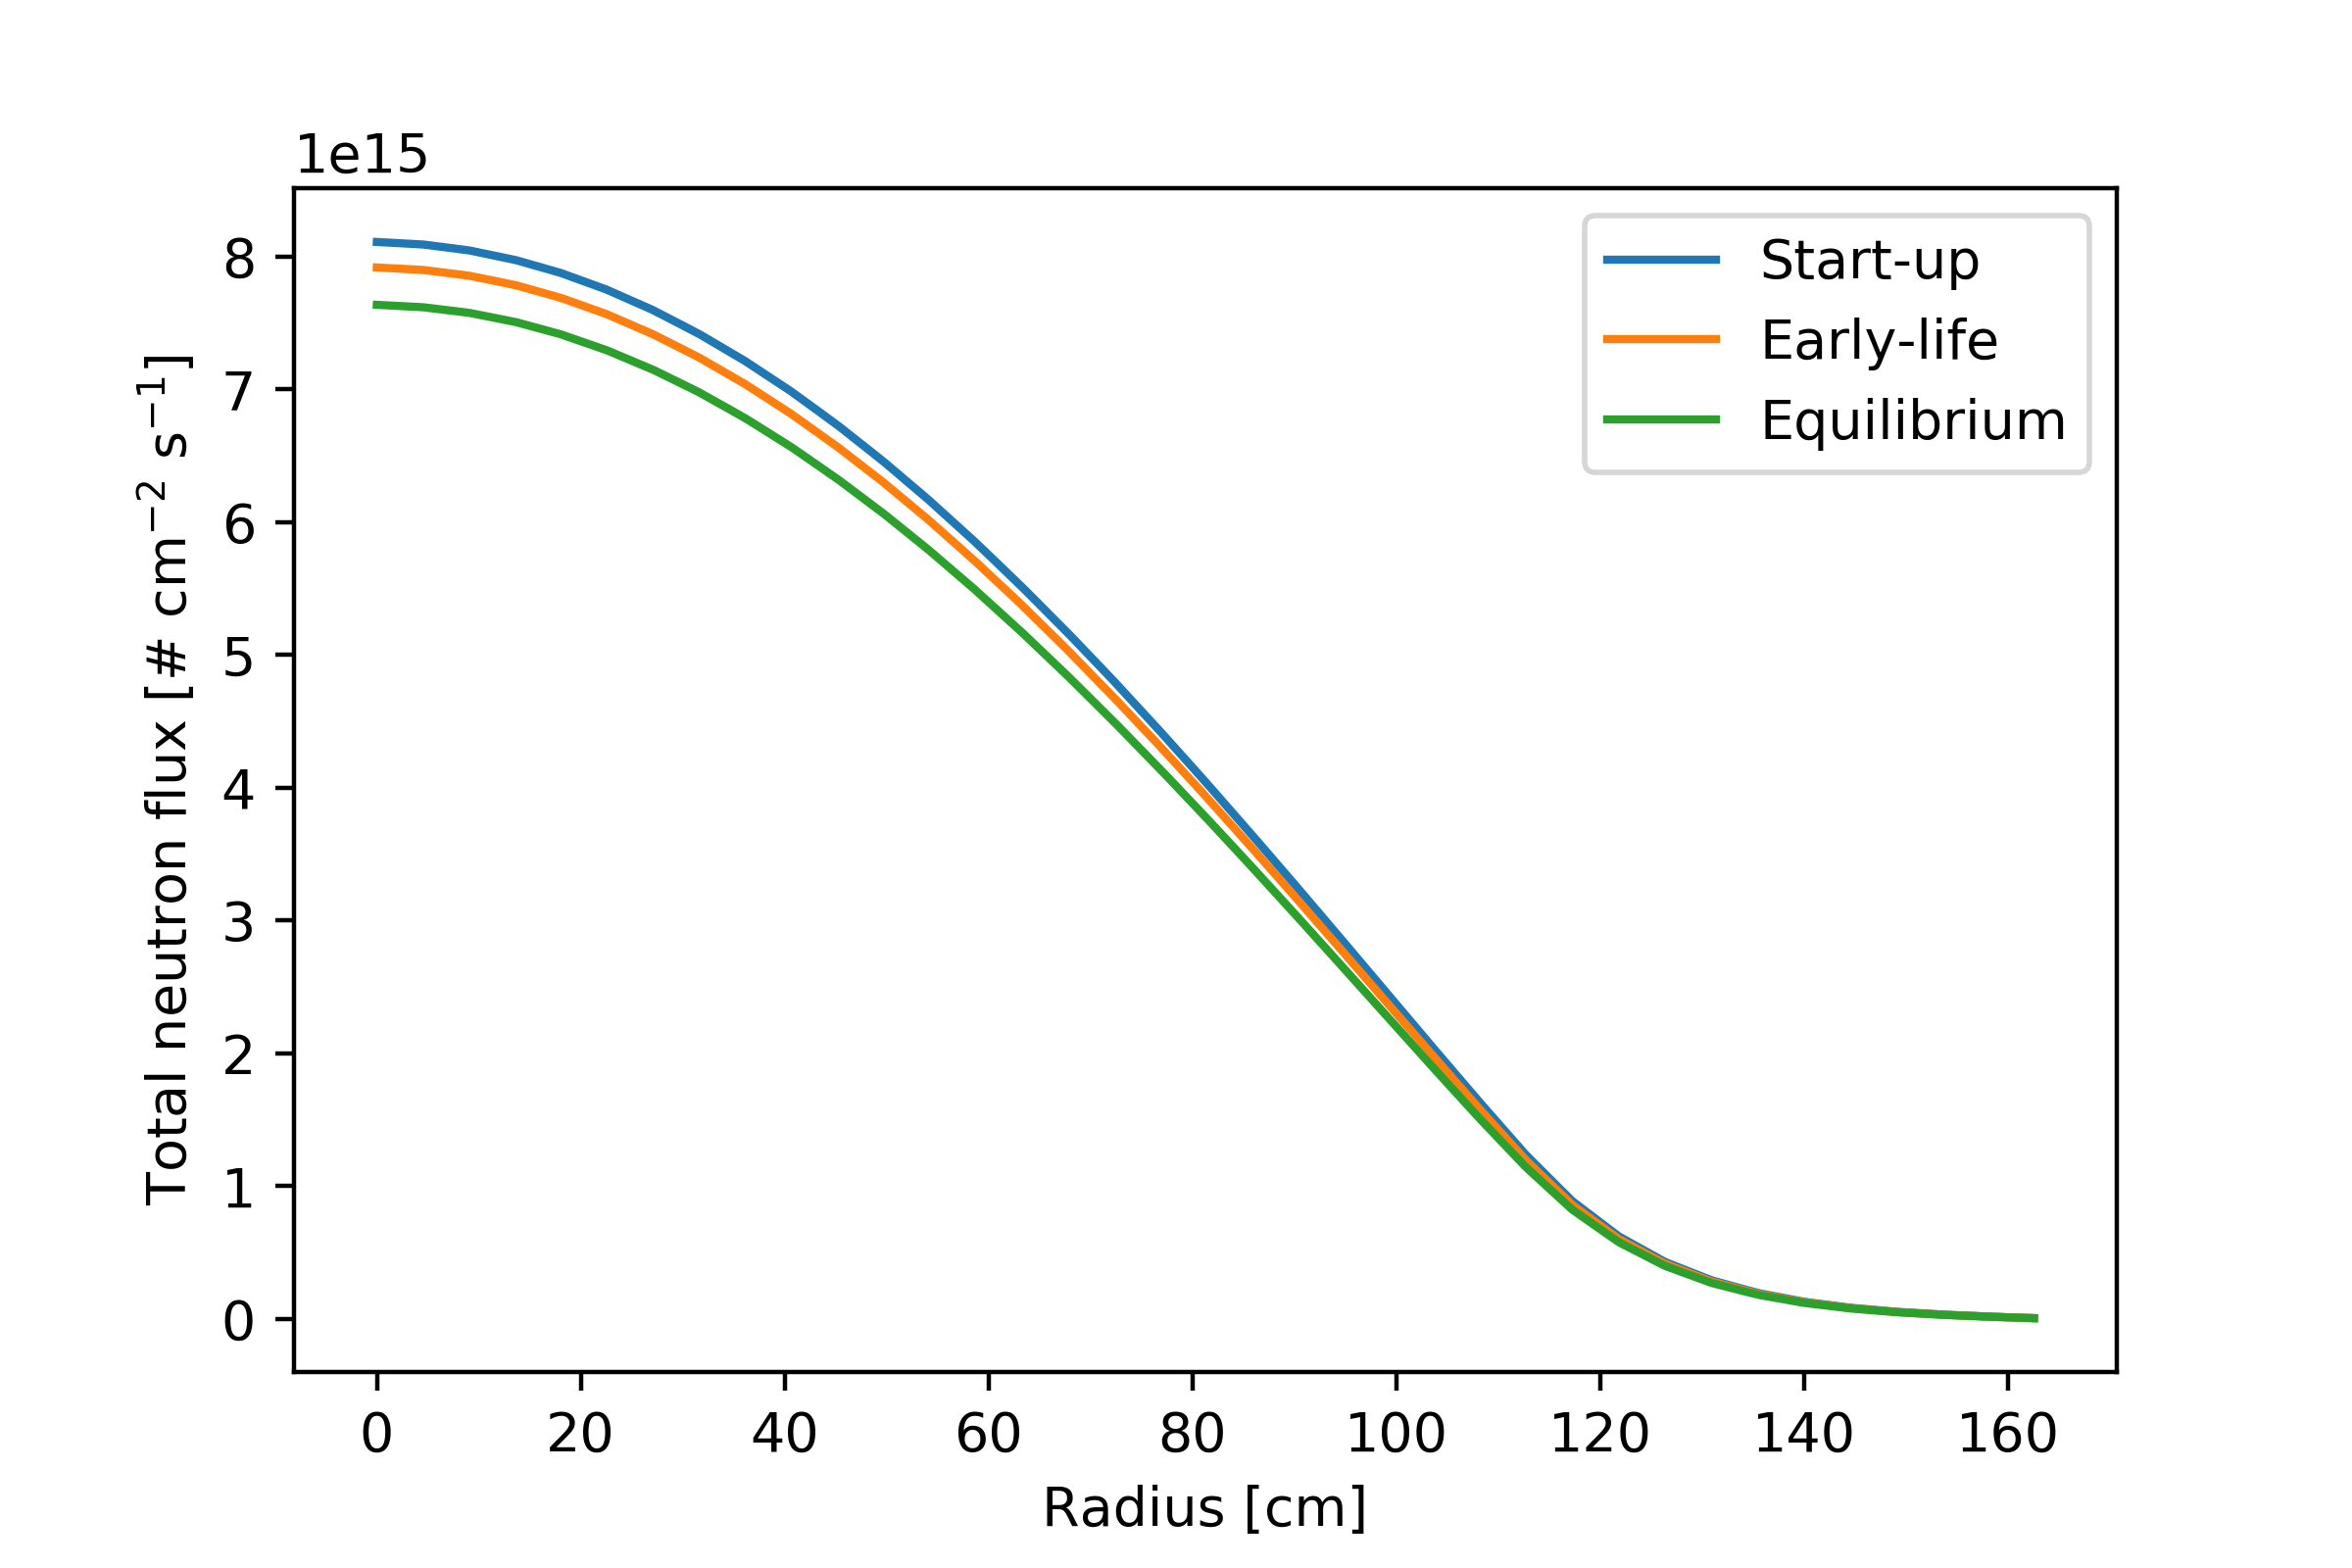 1e15
Start-up
Early-life
Equilibrium
8
7
6
5
4
3
2
1
0
Total neutron flux [# cm⁻² s⁻¹]
0 20 40 60 80 100 120 140 160
Radius [cm]